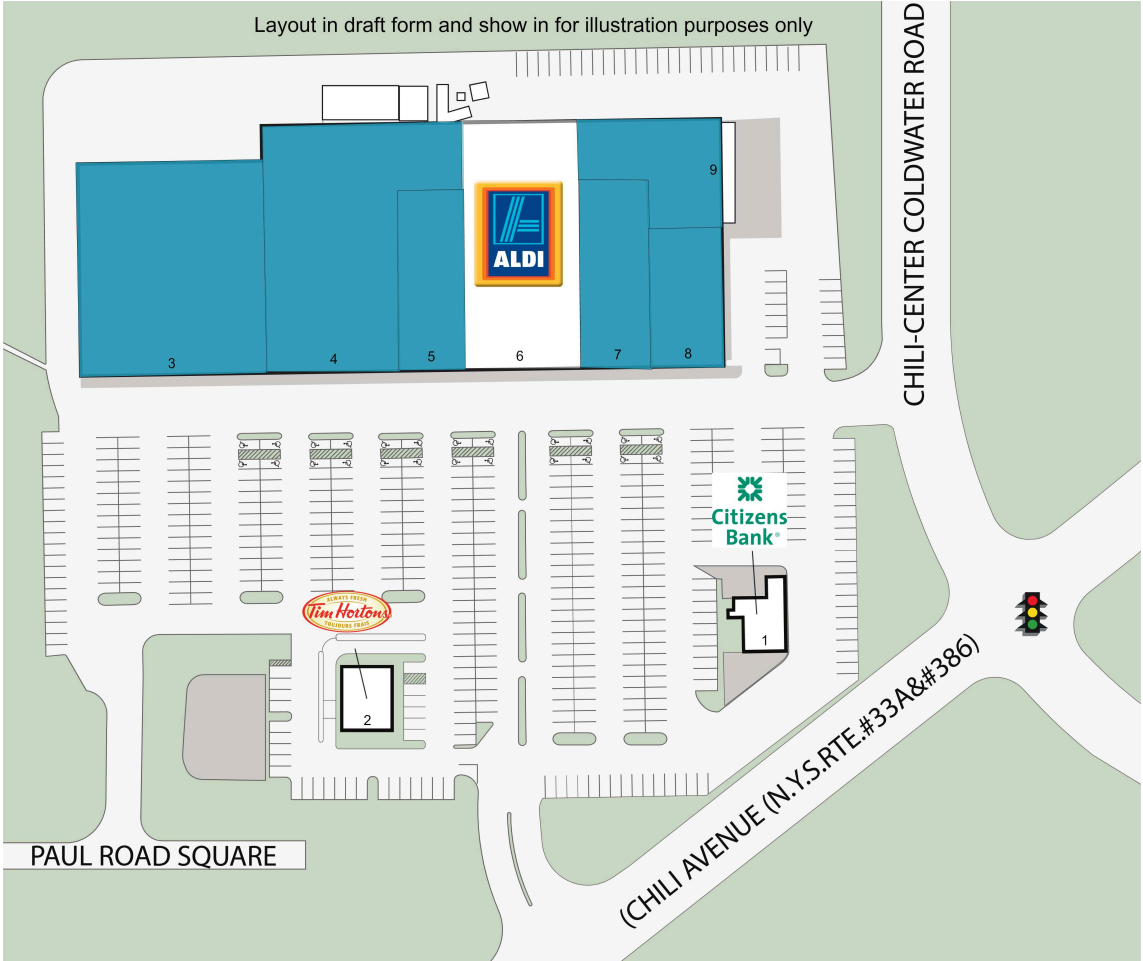 Layout in draft form and show in for illustration purposes only
CHILI-CENTER COLDWATER ROAD
9
ALDI
3
4
5
6
7
8
Citizens
Bank®
ALWAYS FRESH
Tim Hortons
TOUJOURS FRAIS
1
2
(CHILI AVENUE (N.Y.S.RTE.#33A&#386)
PAUL ROAD SQUARE